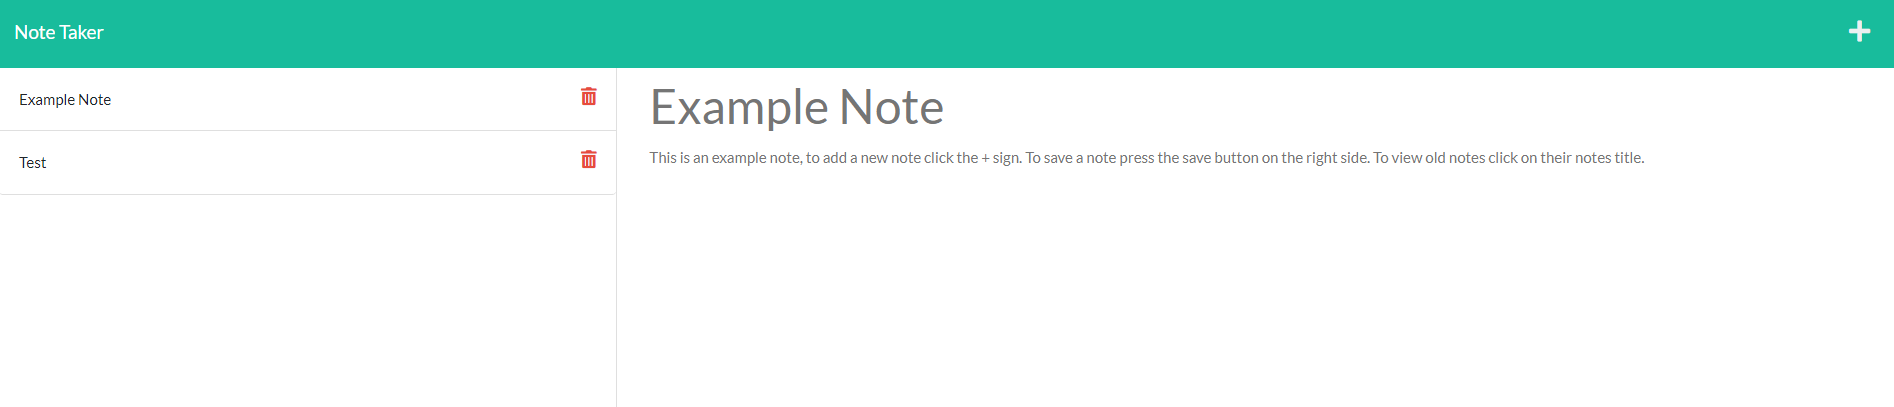 Note Taker
Example Note
Test
Example Note
This is an example note, to add a new note click the + sign. To save a note press the save button on the right side. To view old notes click on their notes title.